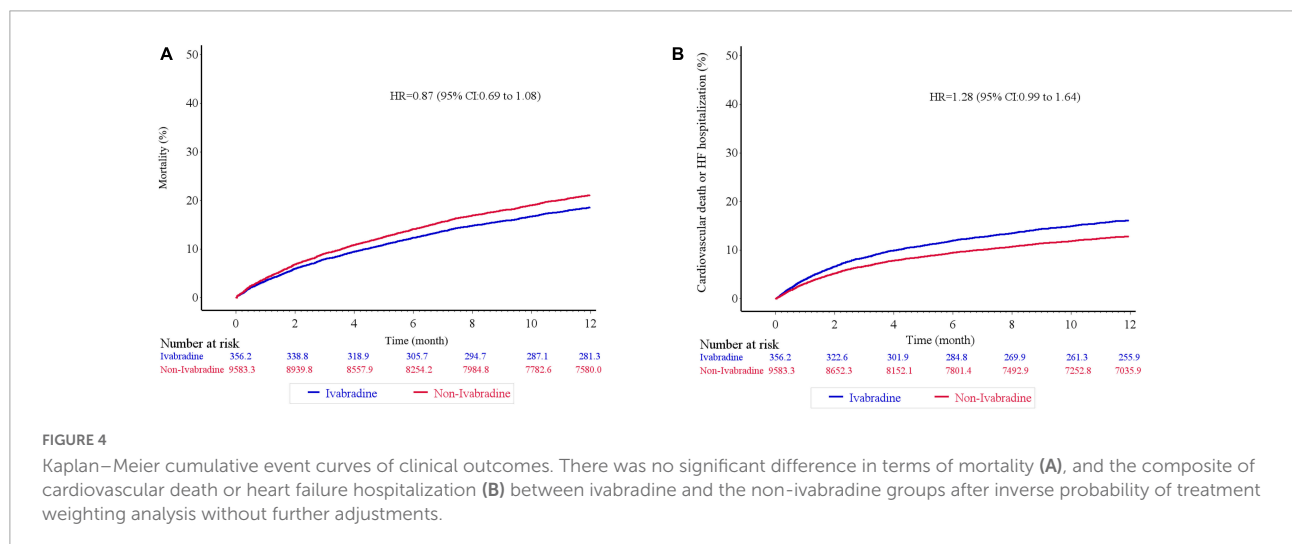 A
50
40
30
20
10
0
Mortality (%)
HR=0.87 (95% CI:0.69 to 1.08)
0 2 4 6 8 10 12
Time (month)
Number at risk
Ivabradine 356.2 338.8 318.9 305.7 294.7 287.1 281.3
Non-Ivabradine 9583.3 8939.8 8557.9 8254.2 7984.8 7782.6 7580.0
Ivabradine Non-Ivabradine
B
50
40
30
20
10
0
Cardiovascular death or HF hospitalization (%)
HR=1.28 (95% CI:0.99 to 1.64)
0 2 4 6 8 10 12
Time (month)
Number at risk
Ivabradine 356.2 322.6 301.9 284.8 269.9 261.3 255.9
Non-Ivabradine 9583.3 8652.3 8152.1 7801.4 7492.9 7252.8 7035.9
Ivabradine Non-Ivabradine
FIGURE 4
Kaplan–Meier cumulative event curves of clinical outcomes. There was no significant difference in terms of mortality (A), and the composite of
cardiovascular death or heart failure hospitalization (B) between ivabradine and the non-ivabradine groups after inverse probability of treatment
weighting analysis without further adjustments.